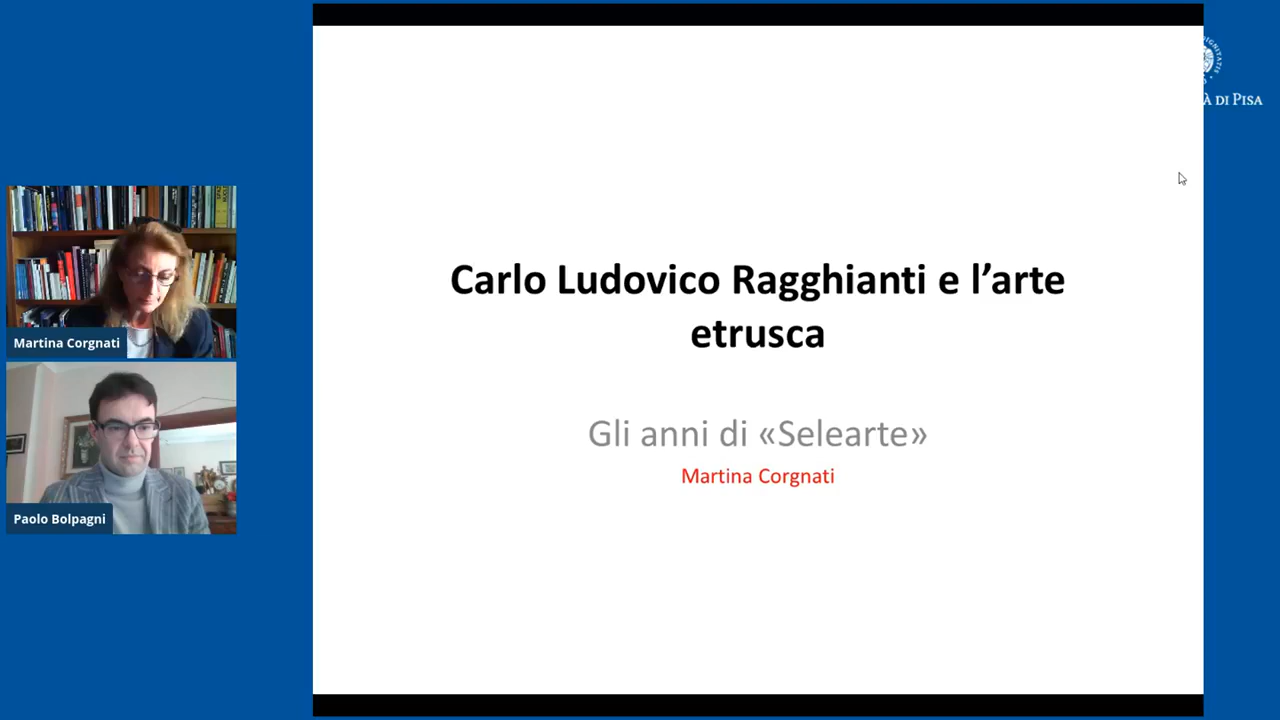 Carlo Ludovico Ragghianti e l’arte
etrusca
Gli anni di «Selearte»
Martina Corgnati
Martina Corgnati
Paolo Bolpagni
À DI PISA